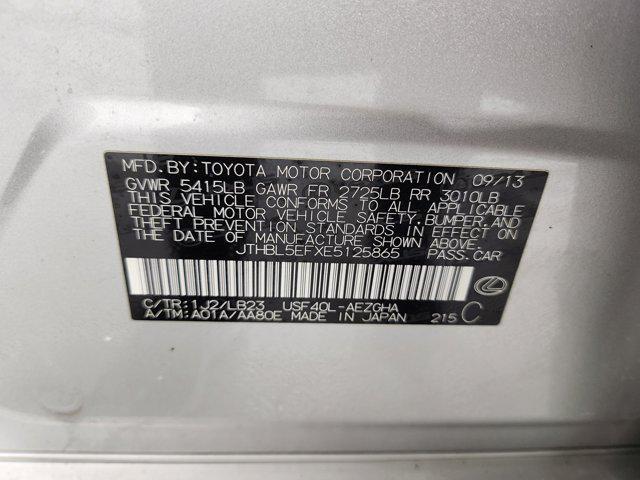 MFD. BY: TOYOTA MOTOR CORPORATION 09/13
GVWR 5415LB GAWR FR 2725LB RR 3010LB
THIS VEHICLE CONFORMS TO ALL APPLICABLE
FEDERAL MOTOR VEHICLE SAFETY, BUMPER, AND
THEFT PREVENTION STANDARDS IN EFFECT ON
THE DATE OF MANUFACTURE SHOWN ABOVE.
JTHBL5EFXE5125865 PASS. CAR
C/TR: 1J2/LB23 USF40L-AEZGHA
A/TM: A01A/AA80E MADE IN JAPAN 215 C